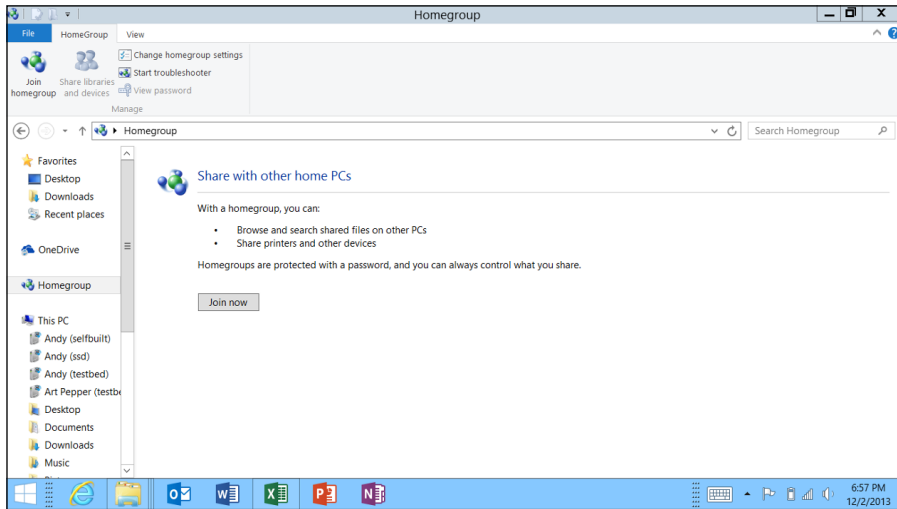 Homegroup
File HomeGroup View
Join homegroup
Share libraries and devices
Change homegroup settings
Start troubleshooter
View password
Manage
Homegroup
Search Homegroup
Favorites
Desktop
Downloads
Recent places
OneDrive
Homegroup
This PC
Andy (selfbuilt)
Andy (ssd)
Andy (testbed)
Art Pepper (testbe
Desktop
Documents
Downloads
Music
Share with other home PCs
With a homegroup, you can:
• Browse and search shared files on other PCs
• Share printers and other devices
Homegroups are protected with a password, and you can always control what you share.
Join now
6:57 PM
12/2/2013